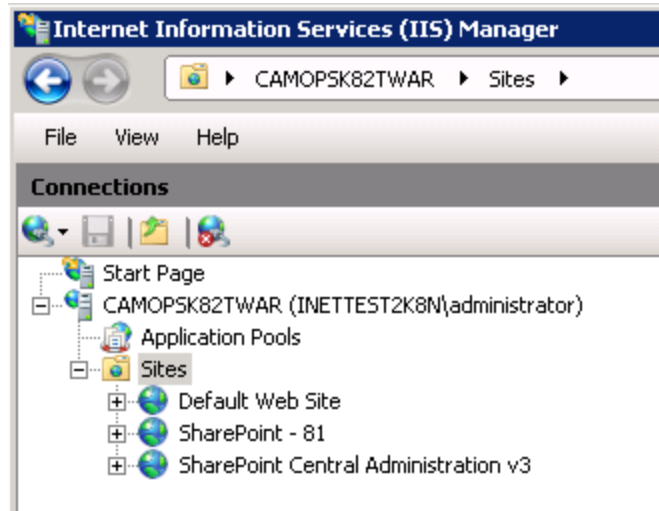 Internet Information Services (IIS) Manager
CAMOPSK82TWAR Sites
File View Help
Connections
Start Page
CAMOPSK82TWAR (INETTEST2K8N\administrator)
Application Pools
Sites
Default Web Site
SharePoint - 81
SharePoint Central Administration v3